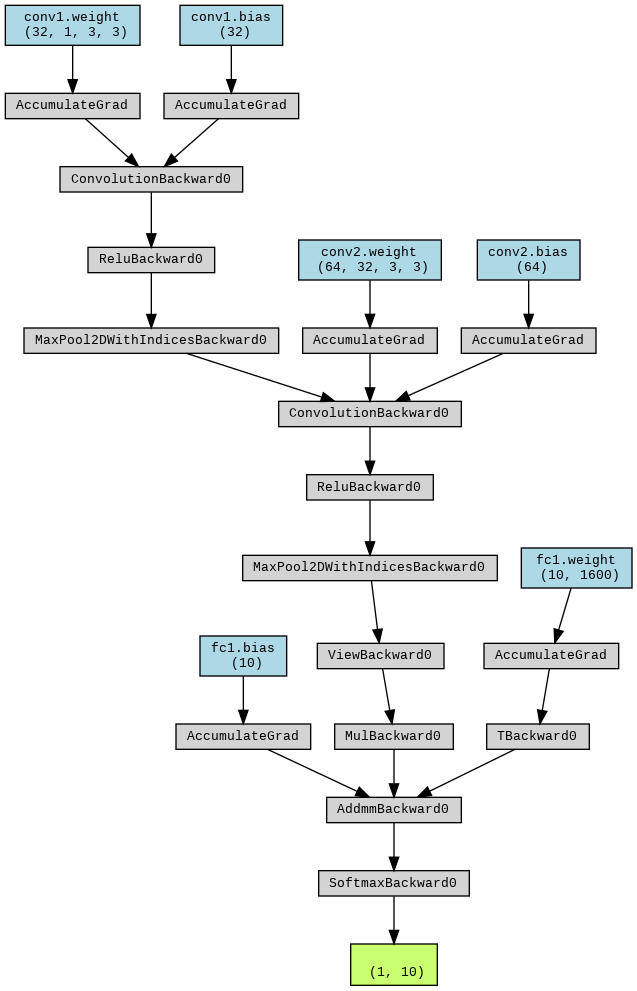 conv1.weight
(32, 1, 3, 3)
conv1.bias
(32)
AccumulateGrad
AccumulateGrad
ConvolutionBackward0
ReluBackward0
conv2.weight
(64, 32, 3, 3)
conv2.bias
(64)
MaxPool2DWithIndicesBackward0
AccumulateGrad
AccumulateGrad
ConvolutionBackward0
ReluBackward0
MaxPool2DWithIndicesBackward0
fc1.weight
(10, 1600)
fc1.bias
(10)
ViewBackward0
AccumulateGrad
AccumulateGrad
MulBackward0
TBackward0
AddmmBackward0
SoftmaxBackward0
(1, 10)